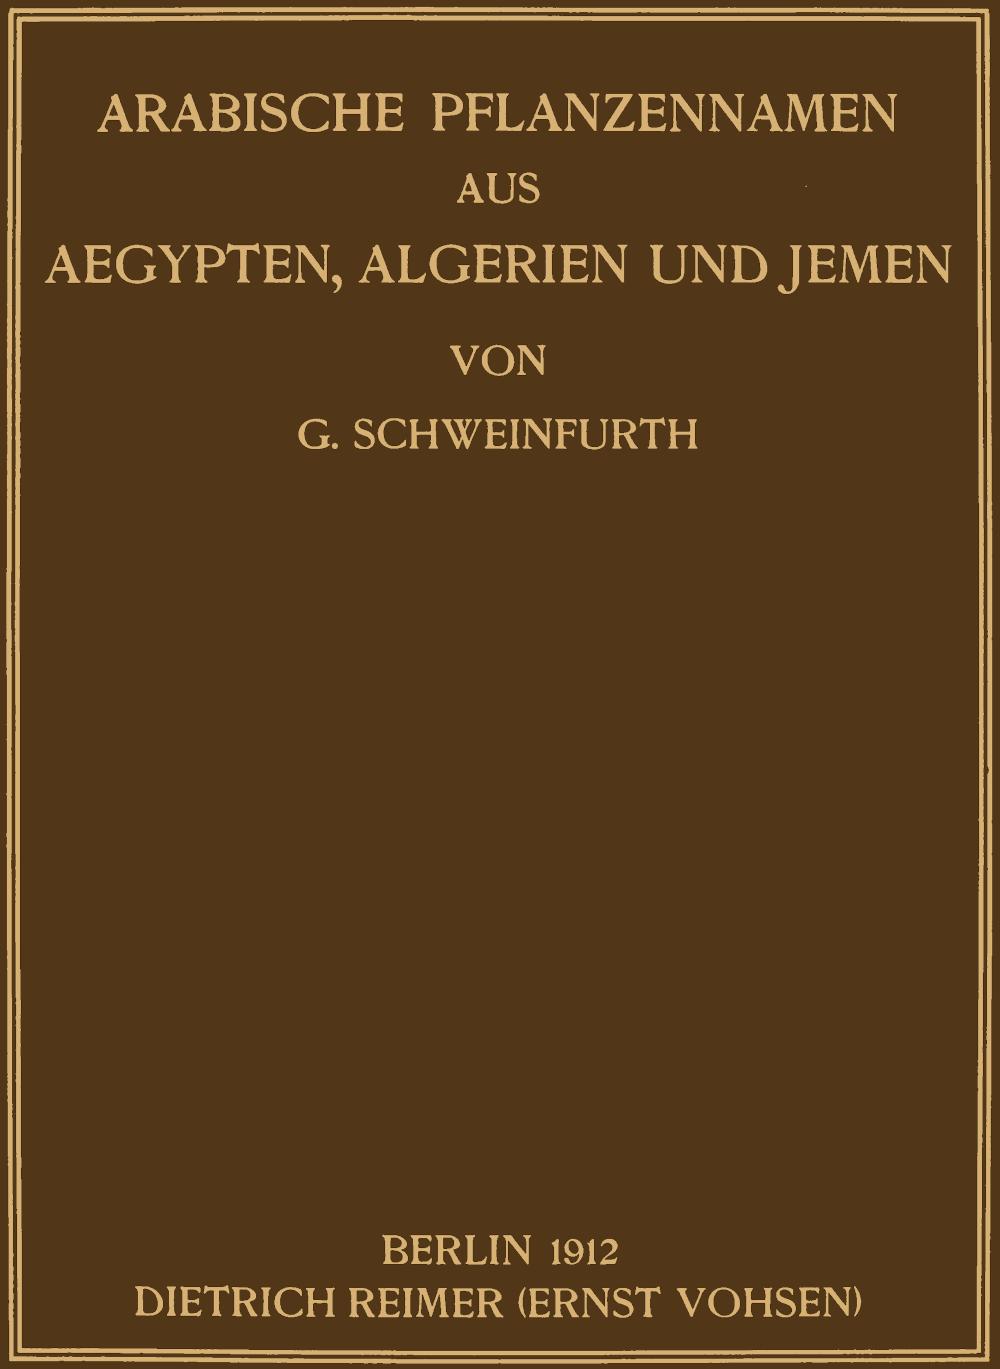 ARABISCHE PFLANZENNAMEN
AUS
AEGYPTEN, ALGERIEN UND JEMEN
VON
G. SCHWEINFURTH
BERLIN 1912
DIETRICH REIMER (ERNST VOHSEN)